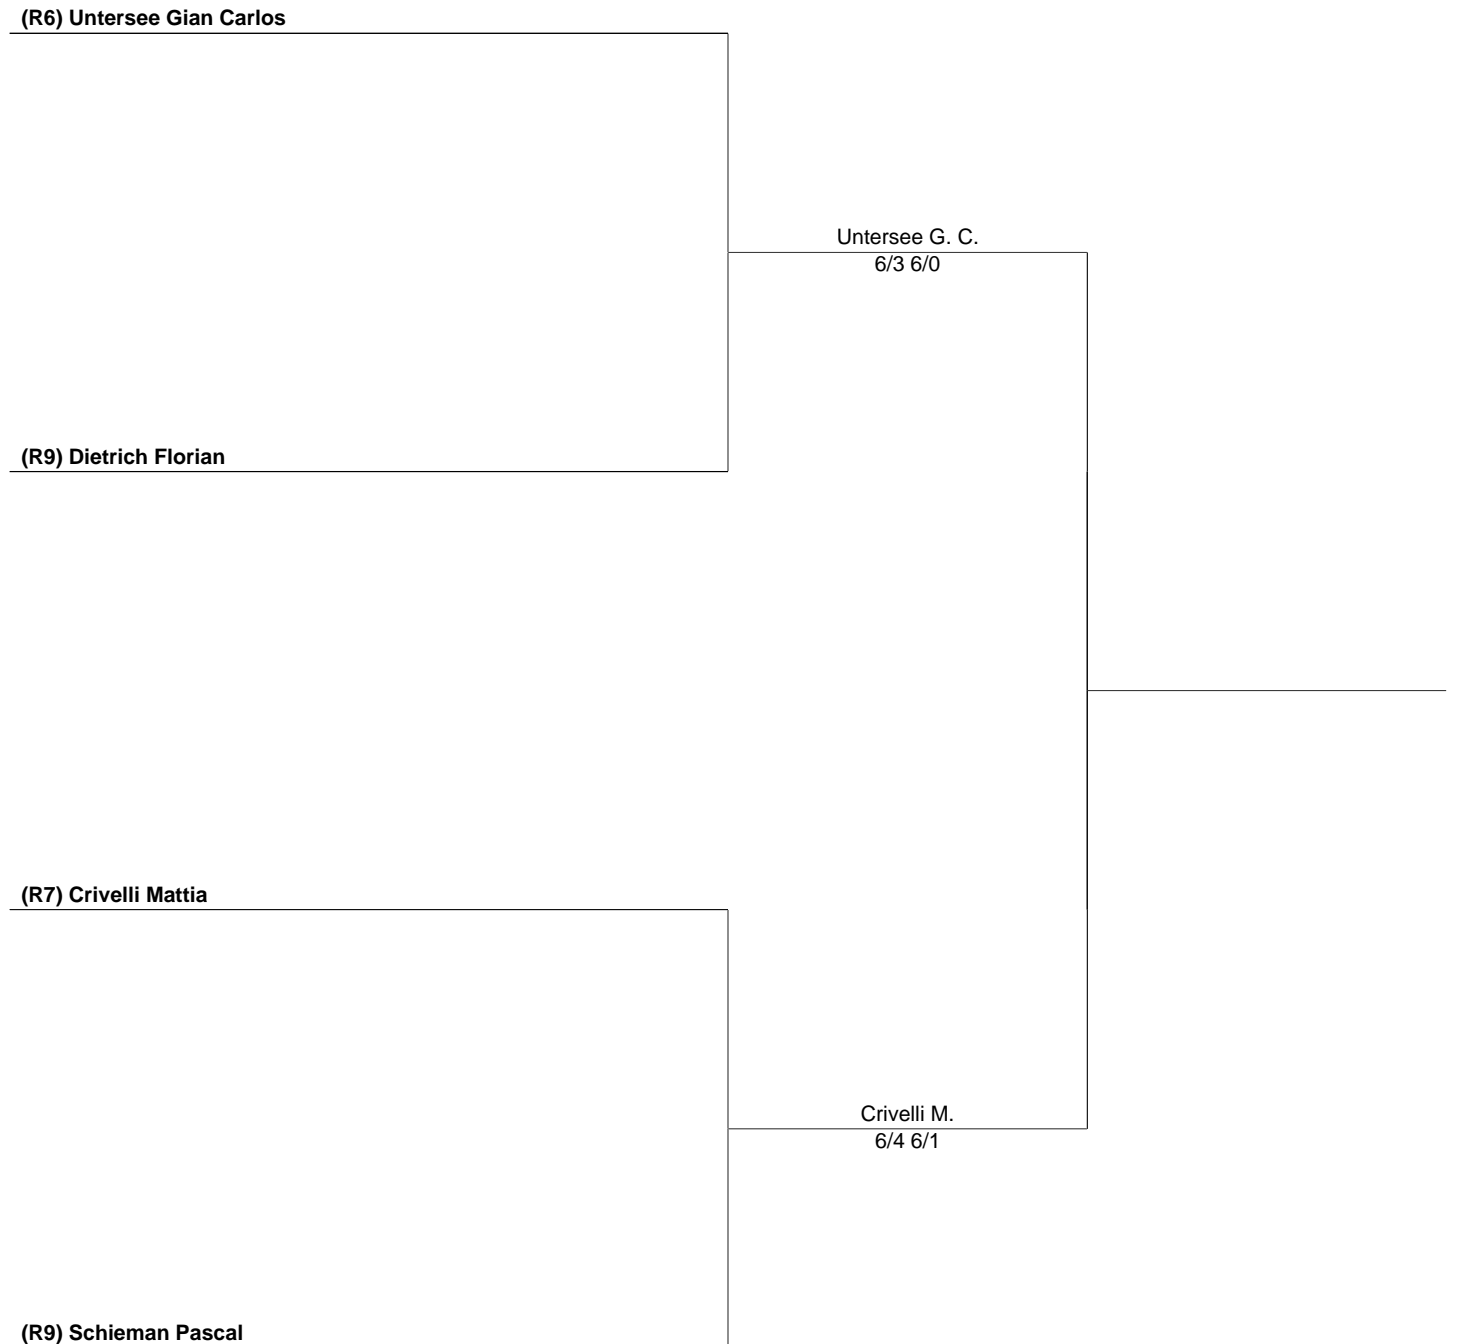 (R6) Untersee Gian Carlos
Untersee G. C.
6/3 6/0
(R9) Dietrich Florian
(R7) Crivelli Mattia
Crivelli M.
6/4 6/1
(R9) Schieman Pascal